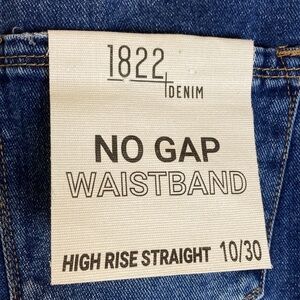 1822
DENIM
NO GAP
WAISTBAND
HIGH RISE STRAIGHT 10/30